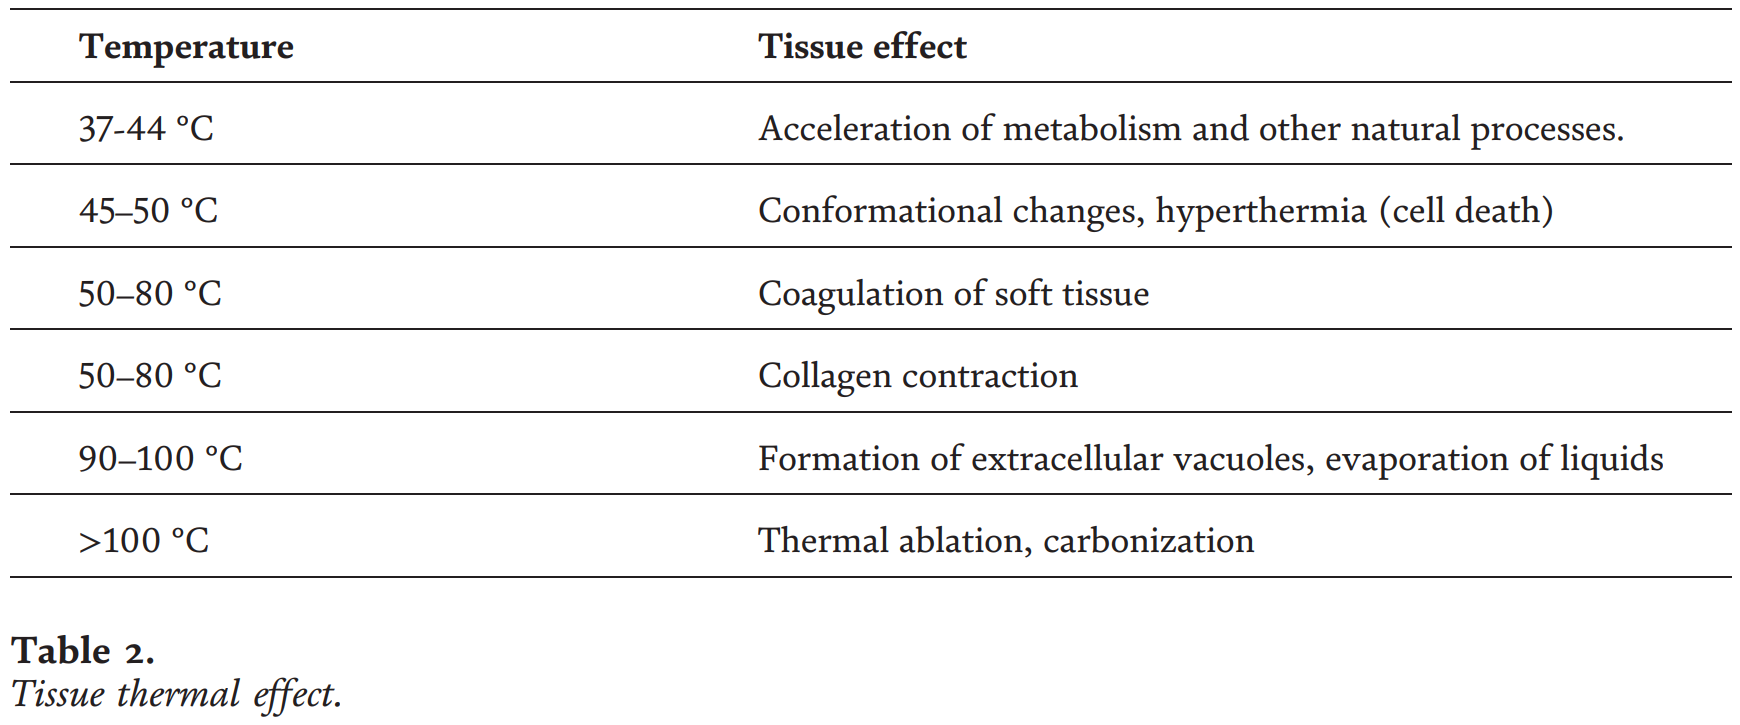 Temperature Tissue effect
37-44 °C Acceleration of metabolism and other natural processes.
45–50 °C Conformational changes, hyperthermia (cell death)
50–80 °C Coagulation of soft tissue
50–80 °C Collagen contraction
90–100 °C Formation of extracellular vacuoles, evaporation of liquids
>100 °C Thermal ablation, carbonization
Table 2.
Tissue thermal effect.